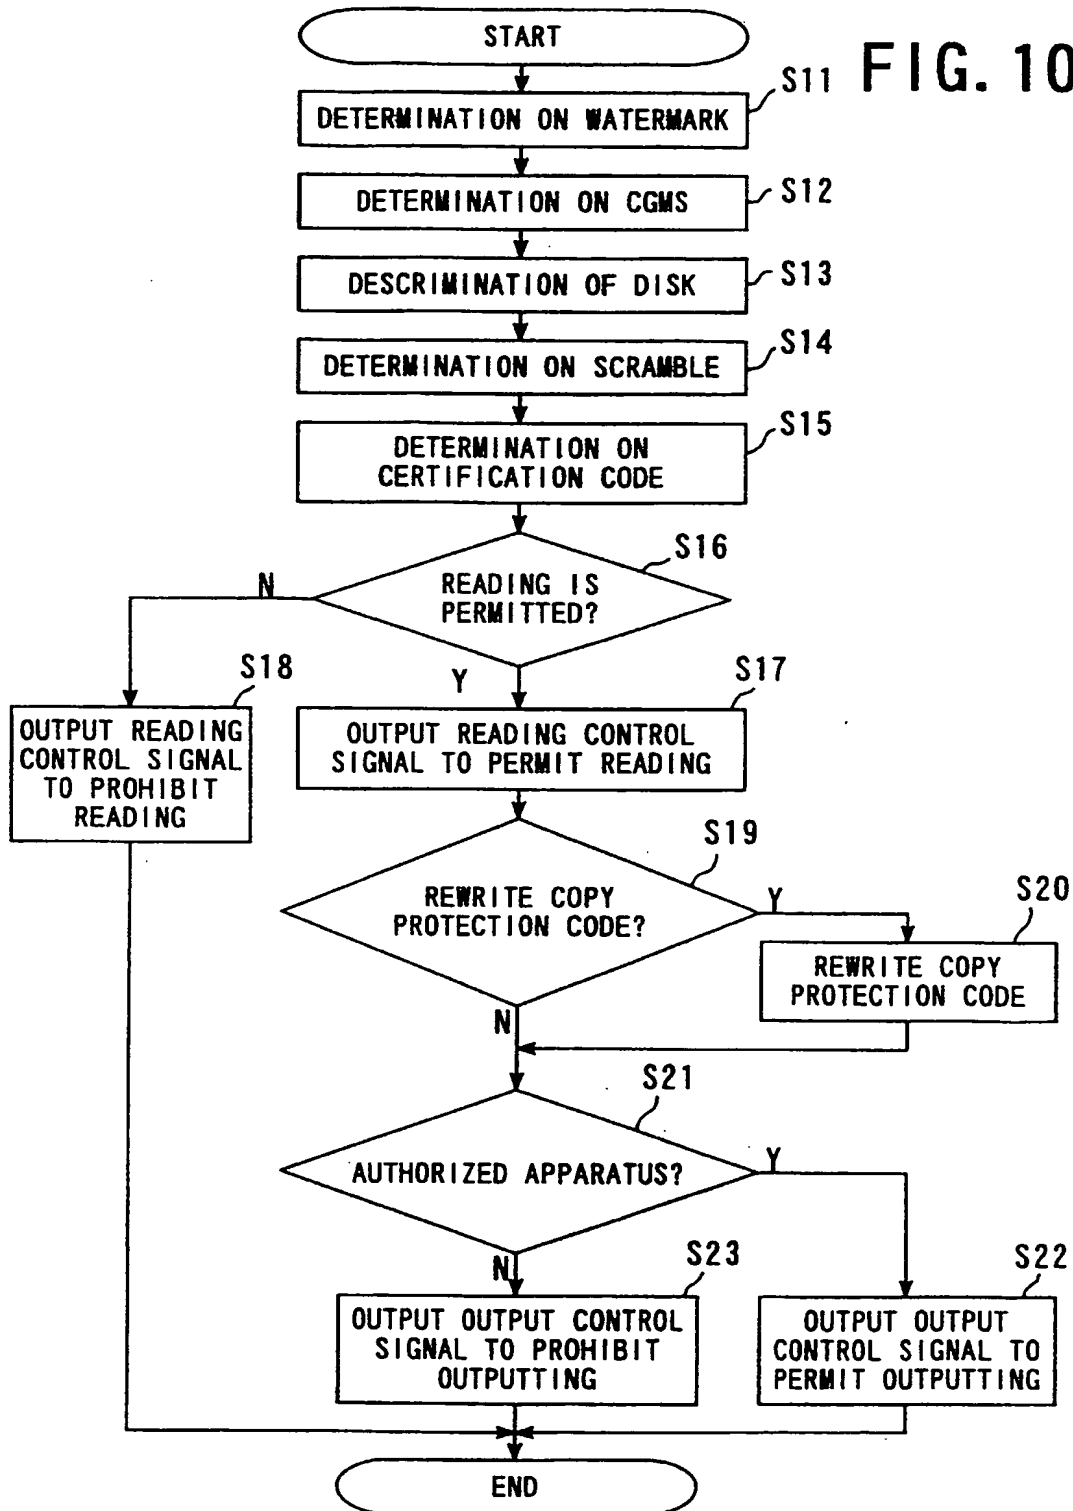 START
FIG. 10
S11
DETERMINATION ON WATERMARK
S12
DETERMINATION ON CGMS
S13
DESCRIMINATION OF DISK
S14
DETERMINATION ON SCRAMBLE
S15
DETERMINATION ON
CERTIFICATION CODE
S16
READING IS
PERMITTED?
N
Y
S18
OUTPUT READING
CONTROL SIGNAL
TO PROHIBIT
READING
S17
OUTPUT READING CONTROL
SIGNAL TO PERMIT READING
S19
REWRITE COPY
PROTECTION CODE?
Y
N
S20
REWRITE COPY
PROTECTION CODE
S21
AUTHORIZED APPARATUS?
Y
N
S23
OUTPUT OUTPUT CONTROL
SIGNAL TO PROHIBIT
OUTPUTTING
S22
OUTPUT OUTPUT
CONTROL SIGNAL TO
PERMIT OUTPUTTING
END